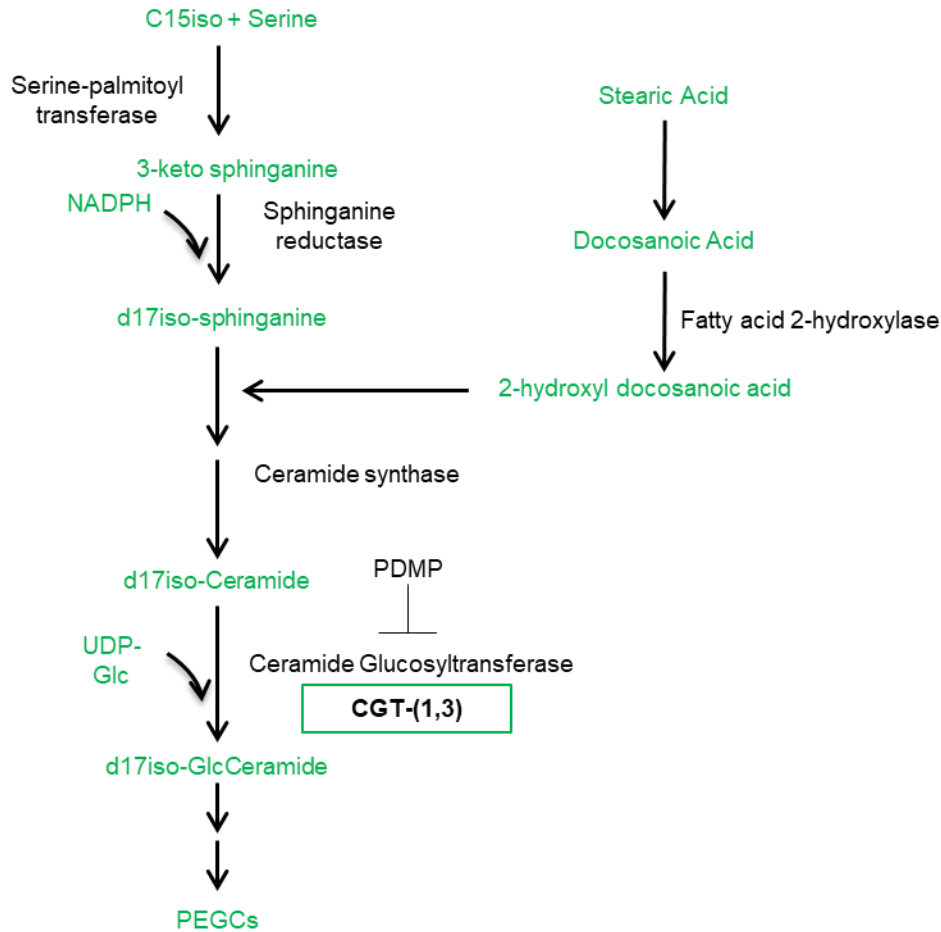 C15iso + Serine
Serine-palmitoyl
transferase
Stearic Acid
3-keto sphinganine
NADPH
Sphinganine
reductase
Docosanoic Acid
d17iso-sphinganine
Fatty acid 2-hydroxylase
2-hydroxyl docosanoic acid
Ceramide synthase
d17iso-Ceramide
PDMP
UDP-
Glc
Ceramide Glucosyltransferase
CGT-(1,3)
d17iso-GlcCeramide
PEGCs